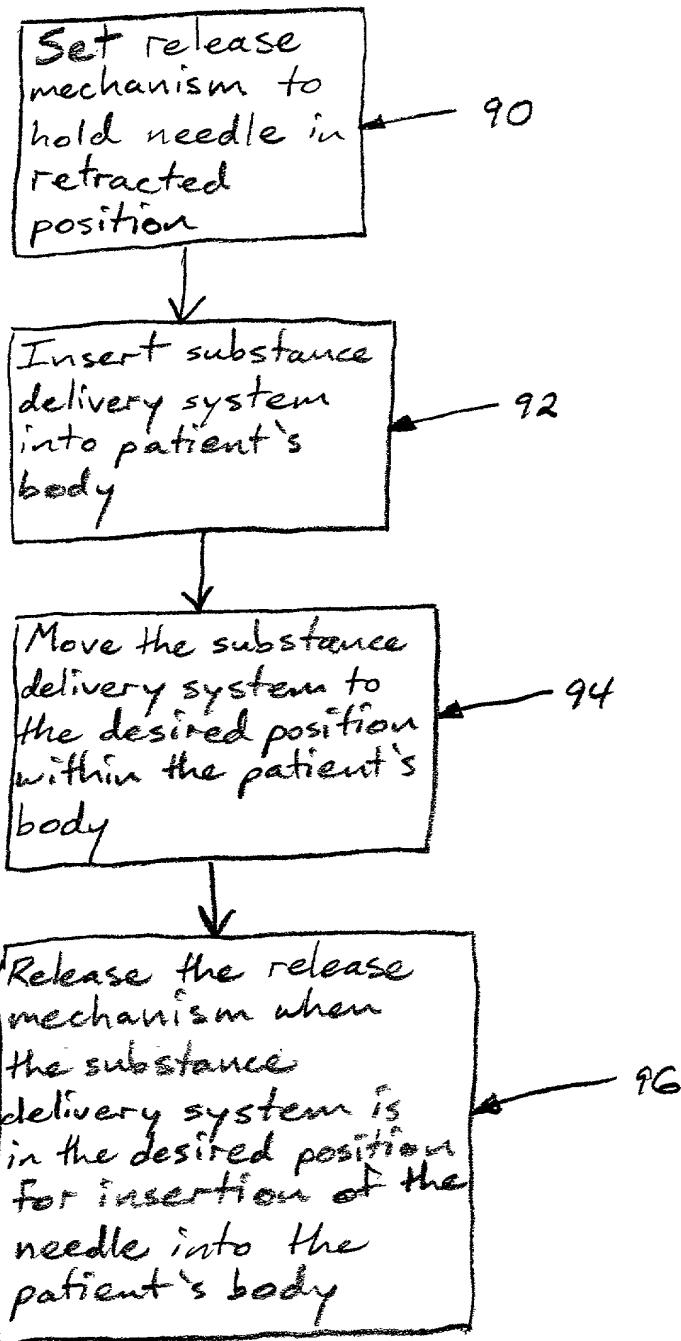 Set release
mechanism to
hold needle in
retracted
position
90
Insert substance
delivery system
into patient's
body
92
Move the substance
delivery system to
the desired position
within the patient's
body
94
Release the release
mechanism when
the substance
delivery system is
in the desired position
for insertion of the
needle into the
patient's body
96